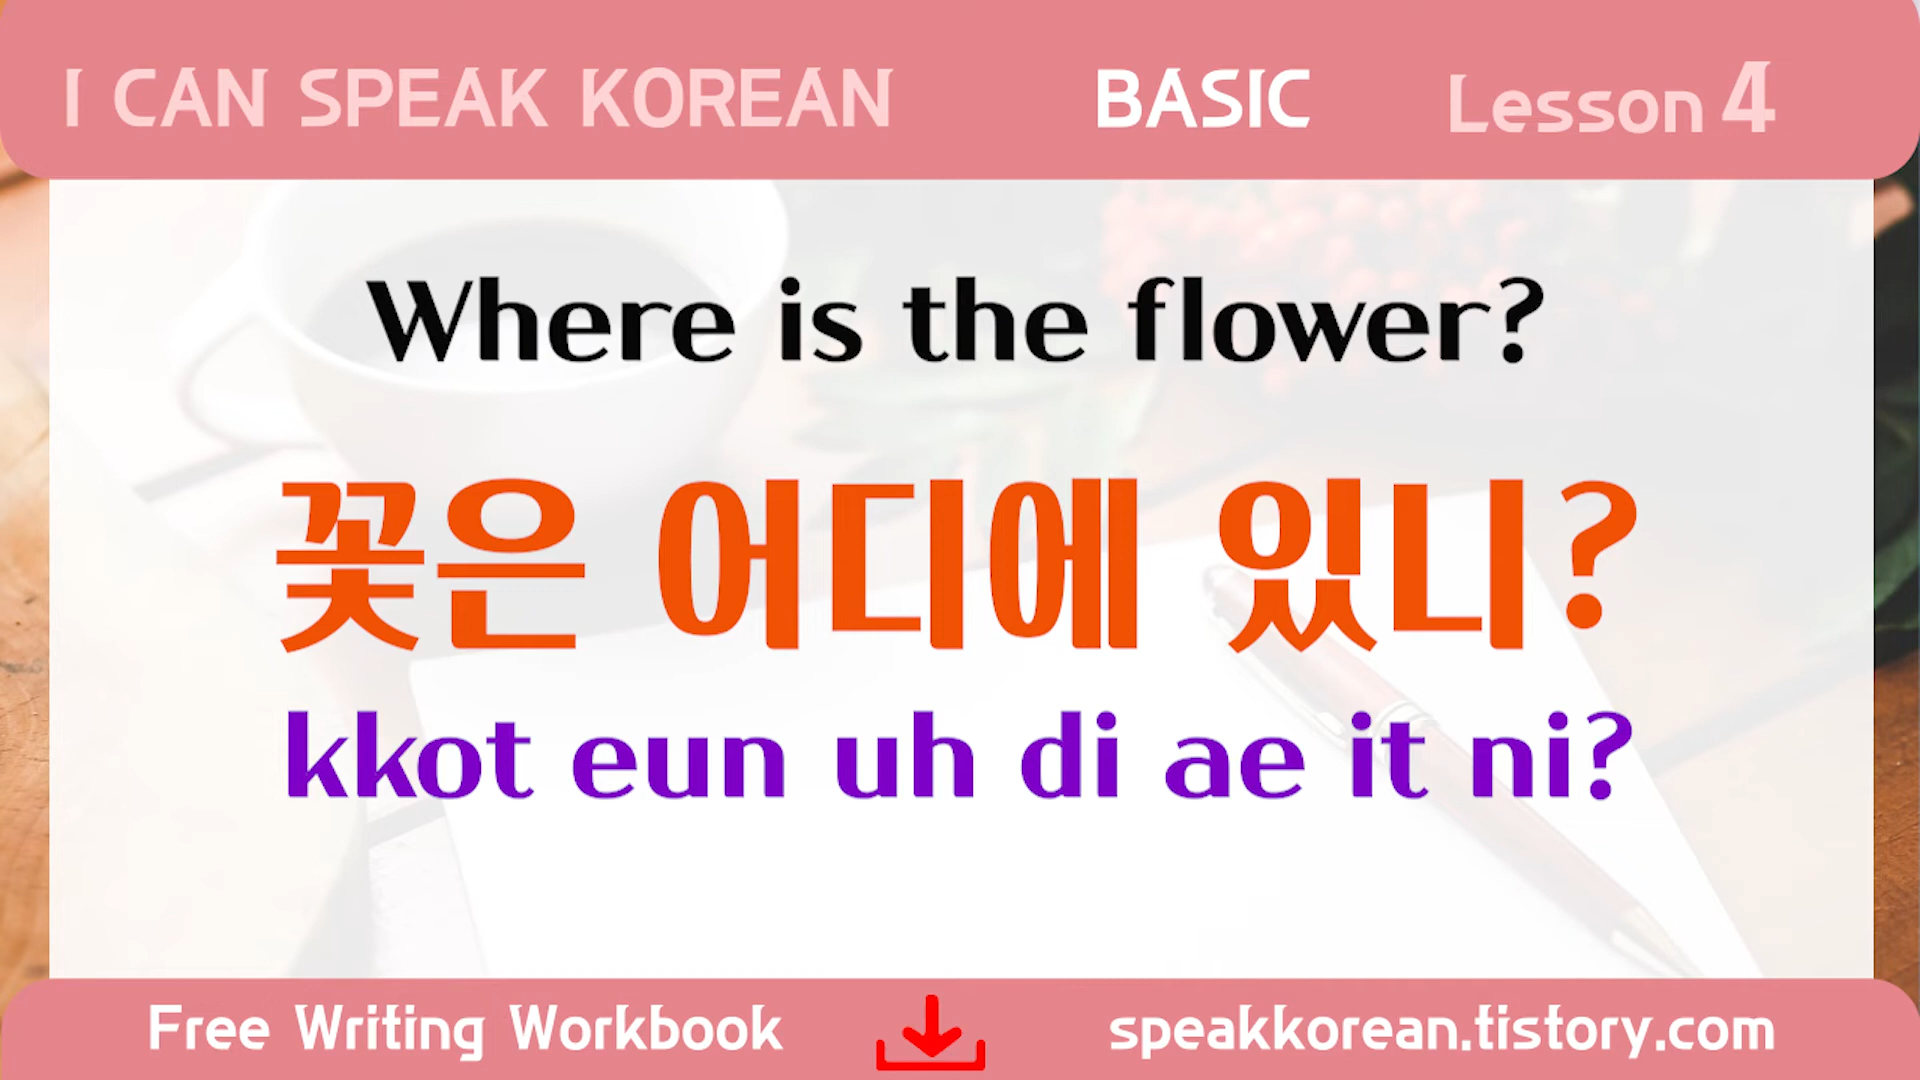 I CAN SPEAK KOREAN BASIC Lesson 4
Where is the flower?
꽃은 어디에 있니?
kkot eun uh di ae it ni?
Free Writing Workbook speakkorean.tistory.com